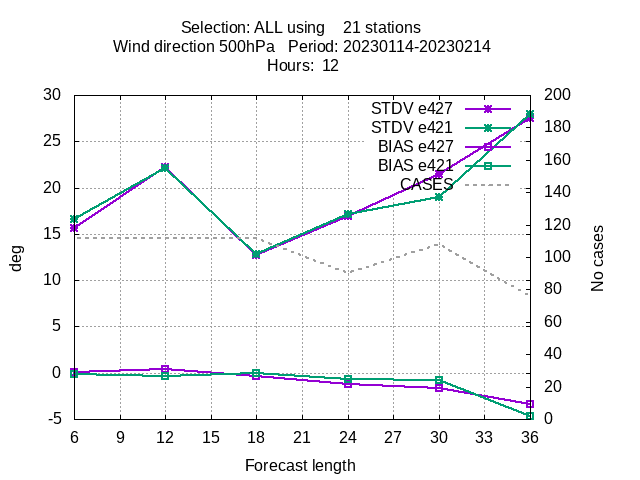 Selection: ALL using 21 stations
Wind direction 500hPa Period: 20230114-20230214
Hours: 12
30
25
20
15
10
5
0
-5
deg
STDV e427
STDV e421
BIAS e427
BIAS e421
CASES
200
180
160
140
120
100
80
60
40
20
0
No cases
6 9 12 15 18 21 24 27 30 33 36
Forecast length